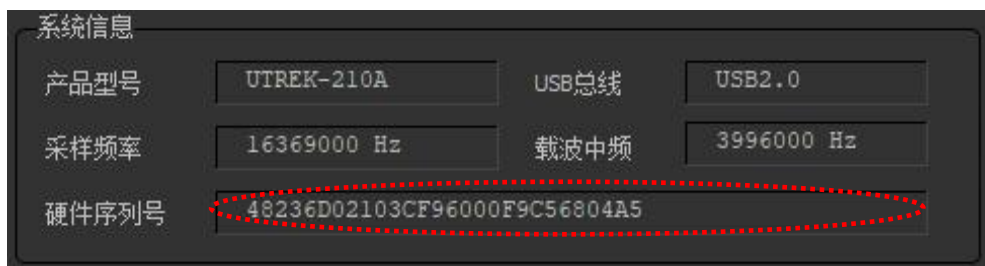 系统信息
产品型号 UTREK-210A USB总线 USB2.0
采样频率 16369000 Hz 载波中频 3996000 Hz
硬件序列号 48236D02103CF96000F9C56804A5